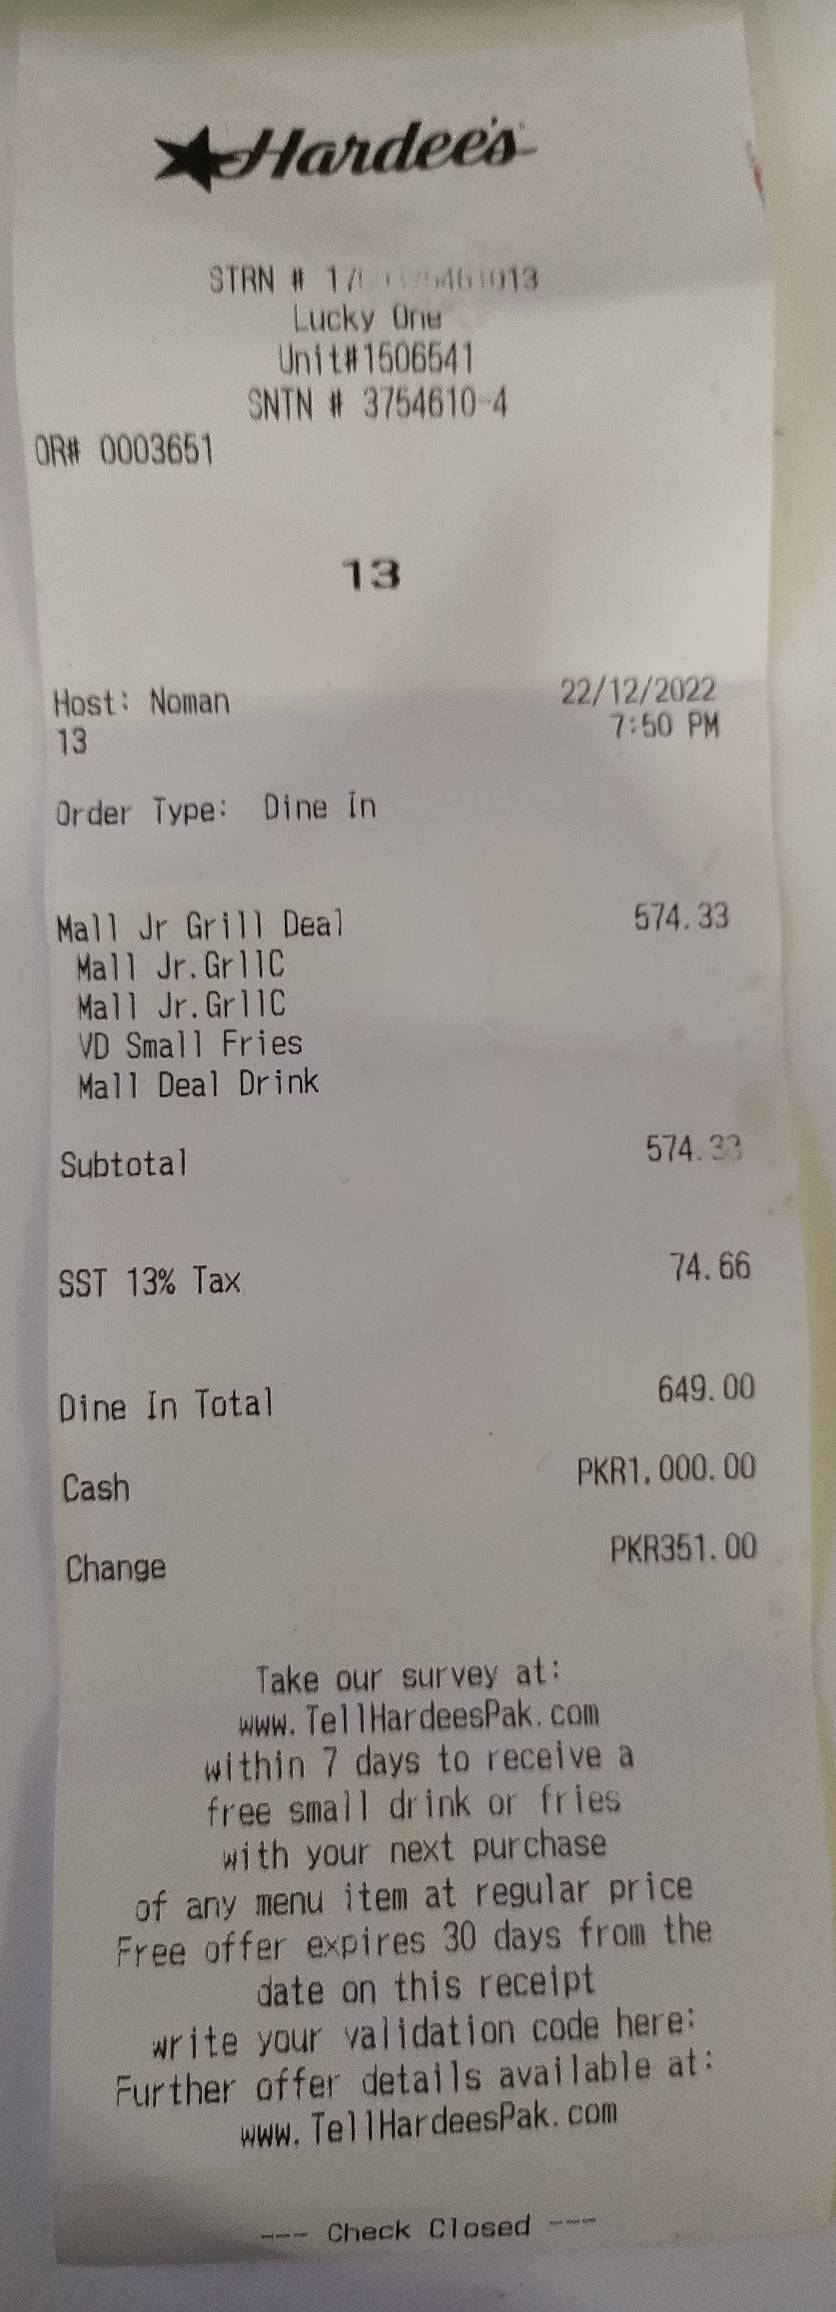 Hardee's
STRN #
Lucky One
Unit#1506541
SNTN # 3754610-4
OR# 0003651
13
Host: Noman 22/12/2022
13 7:50 PM
Order Type: Dine In
Mall Jr Grill Deal 574.33
Mall Jr.GrllC
Mall Jr.GrllC
VD Small Fries
Mall Deal Drink
Subtotal 574.33
SST 13% Tax 74.66
Dine In Total 649.00
Cash PKR1,000.00
Change PKR351.00
Take our survey at:
www.TellHardeesPak.com
within 7 days to receive a
free small drink or fries
with your next purchase
of any menu item at regular price
Free offer expires 30 days from the
date on this receipt
write your validation code here:
Further offer details available at:
www.TellHardeesPak.com
--- Check Closed ---